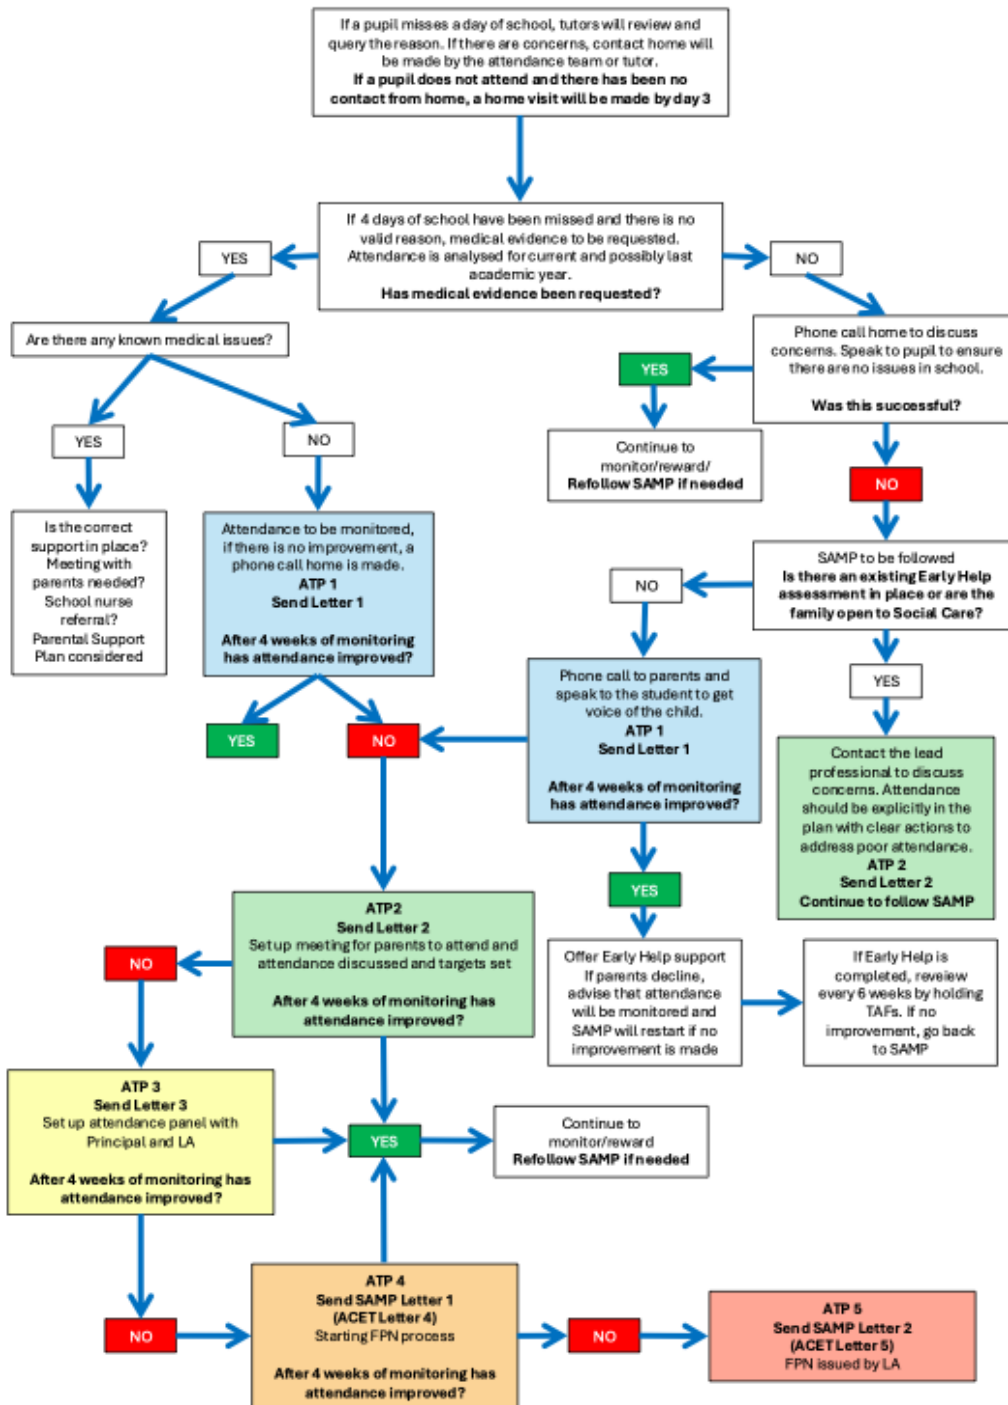 If a pupil misses a day of school, tutors will review and
query the reason. If there are concerns, contact home will
be made by the attendance team or tutor.
If a pupil does not attend and there has been no
contact from home, a home visit will be made by day 3
If 4 days of school have been missed and there is no
valid reason, medical evidence to be requested.
Attendance is analysed for current and possibly last
academic year.
Has medical evidence been requested?
YES
NO
Are there any known medical issues?
Phone call home to discuss
concerns. Speak to pupil to ensure
there are no issues in school.
Was this successful?
YES
YES
NO
Continue to
monitor/reward/
Refollow SAMP if needed
NO
Is the correct
support in place?
Meeting with
parents needed?
School nurse
referral?
Parental Support
Plan considered
Attendance to be monitored,
if there is no improvement, a
phone call home is made.
ATP 1
Send Letter 1
After 4 weeks of monitoring
has attendance improved?
SAMP to be followed
Is there an existing Early Help
assessment in place or are the
family open to Social Care?
NO
YES
Phone call to parents and
speak to the student to get
voice of the child.
ATP 1
Send Letter 1
After 4 weeks of monitoring
has attendance improved?
YES
NO
Contact the lead
professional to discuss
concerns. Attendance
should be explicitly in the
plan with clear actions to
address poor attendance.
ATP 2
Send Letter 2
Continue to follow SAMP
YES
ATP2
Send Letter 2
Set up meeting for parents to attend and
attendance discussed and targets set
After 4 weeks of monitoring has
attendance improved?
NO
Offer Early Help support
If parents decline,
advise that attendance
will be monitored and
SAMP will restart if no
improvement is made
If Early Help is
completed, reveiew
every 6 weeks by holding
TAFs. If no
improvement, go back
to SAMP
ATP 3
Send Letter 3
Set up attendance panel with
Principal and LA
After 4 weeks of monitoring has
attendance improved?
YES
Continue to
monitor/reward
Refollow SAMP if needed
NO
ATP 4
Send SAMP Letter 1
(ACET Letter 4)
Starting FPN process
After 4 weeks of monitoring has
attendance improved?
NO
ATP 5
Send SAMP Letter 2
(ACET Letter 5)
FPN issued by LA